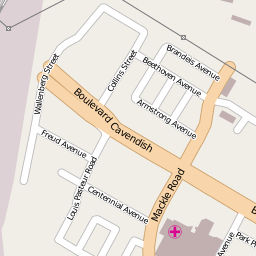 Brandeis Avenue
Beethoven Avenue
Wallenberg Street
Collins Street
Armstrong Avenue
Boulevard Cavendish
Freud Avenue
Louis Pasteur Road
Centennial Avenue
Mackle Road
Park P